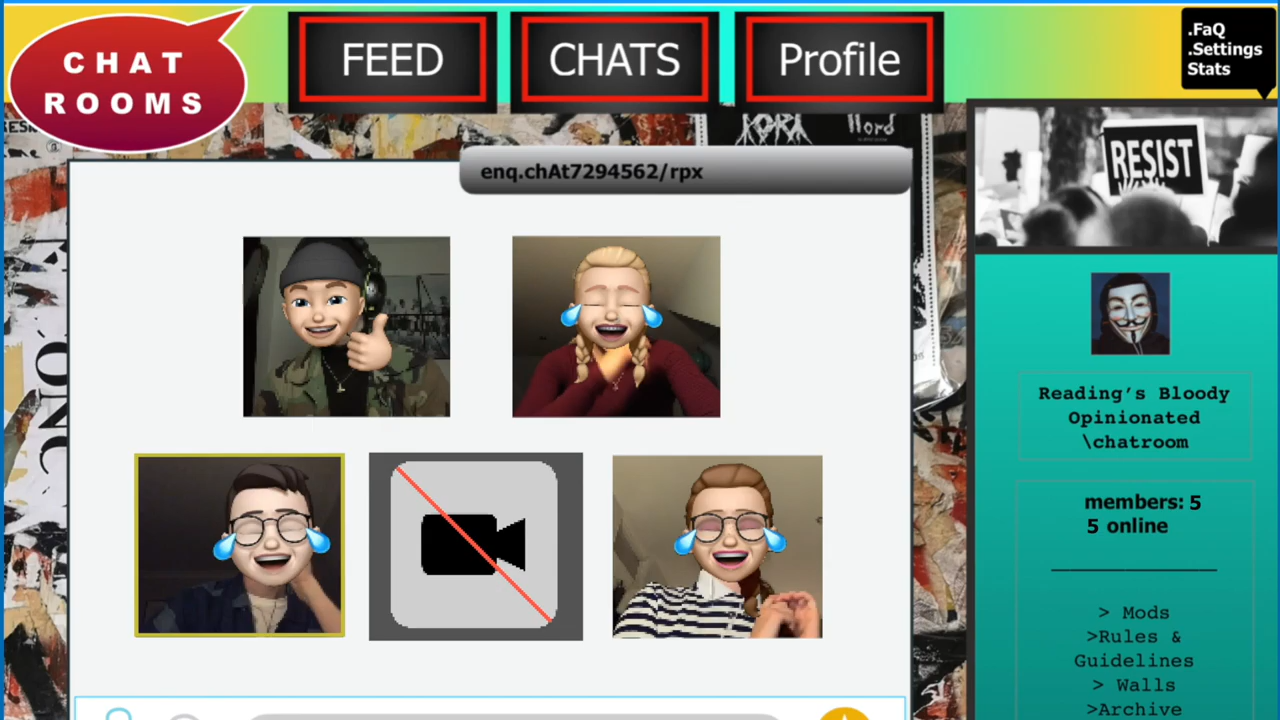 CHAT
ROOMS
FEED
CHATS
Profile
.FaQ
.Settings
Stats
RESIST
enq.chAt7294562/rpx
Reading's Bloody
Opinionated
\chatroom
members: 5
5 online
> Mods
>Rules &
Guidelines
> Walls
>Archive